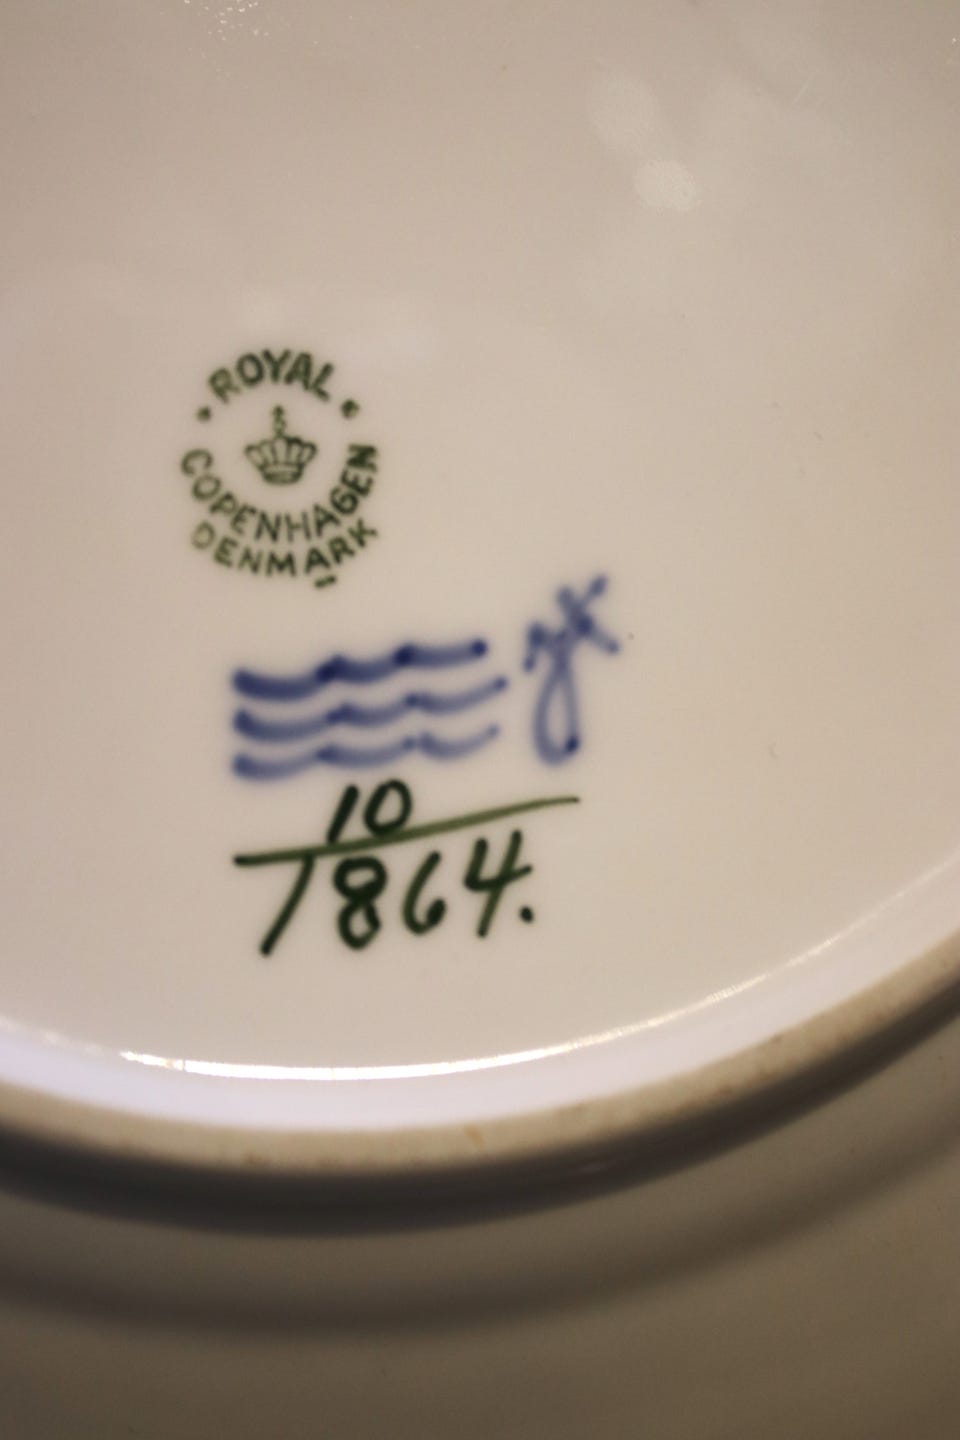 ROYAL
COPENHAGEN
DENMARK
10
1864.